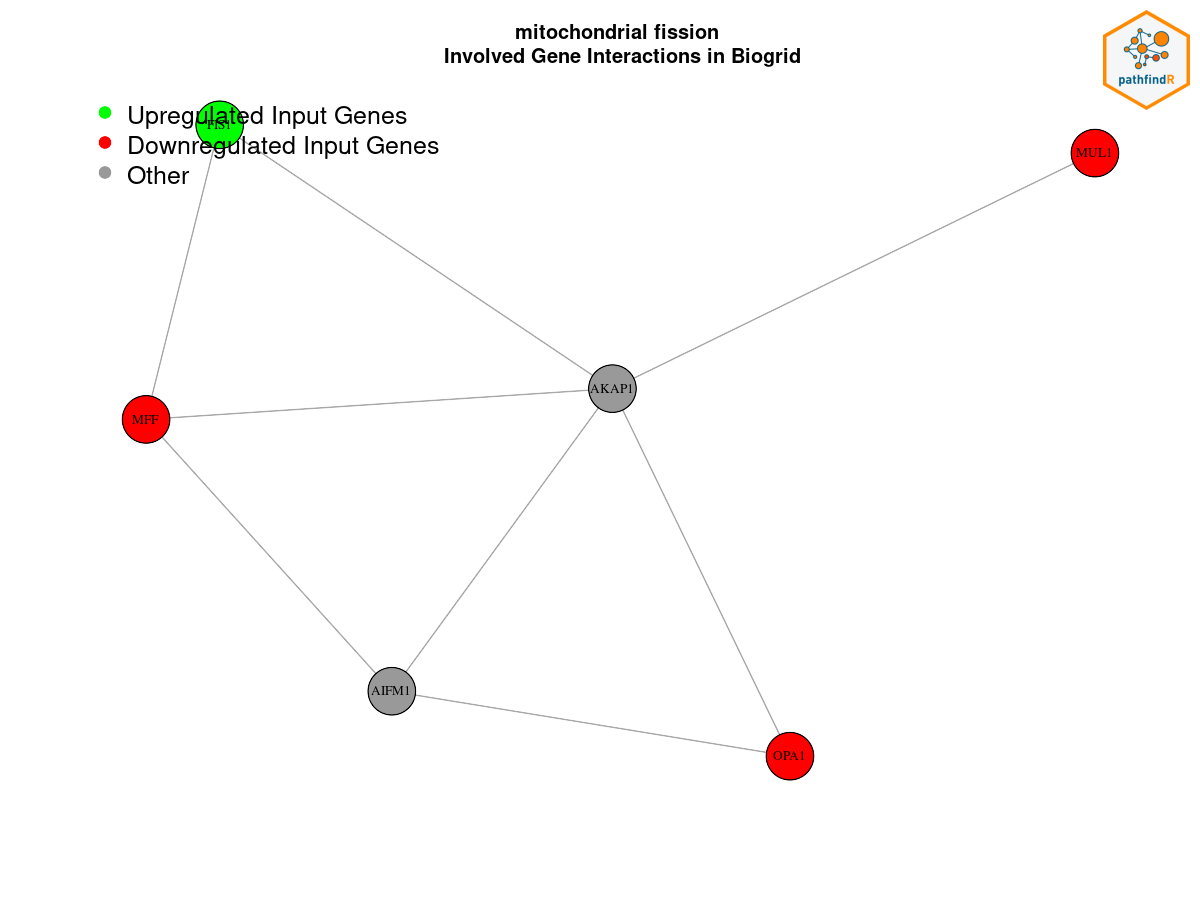 mitochondrial fission
Involved Gene Interactions in Biogrid
pathfindR
Upregulated Input Genes
FIS1
Downregulated Input Genes
Other
MUL1
AKAP1
MFF
AIFM1
OPA1